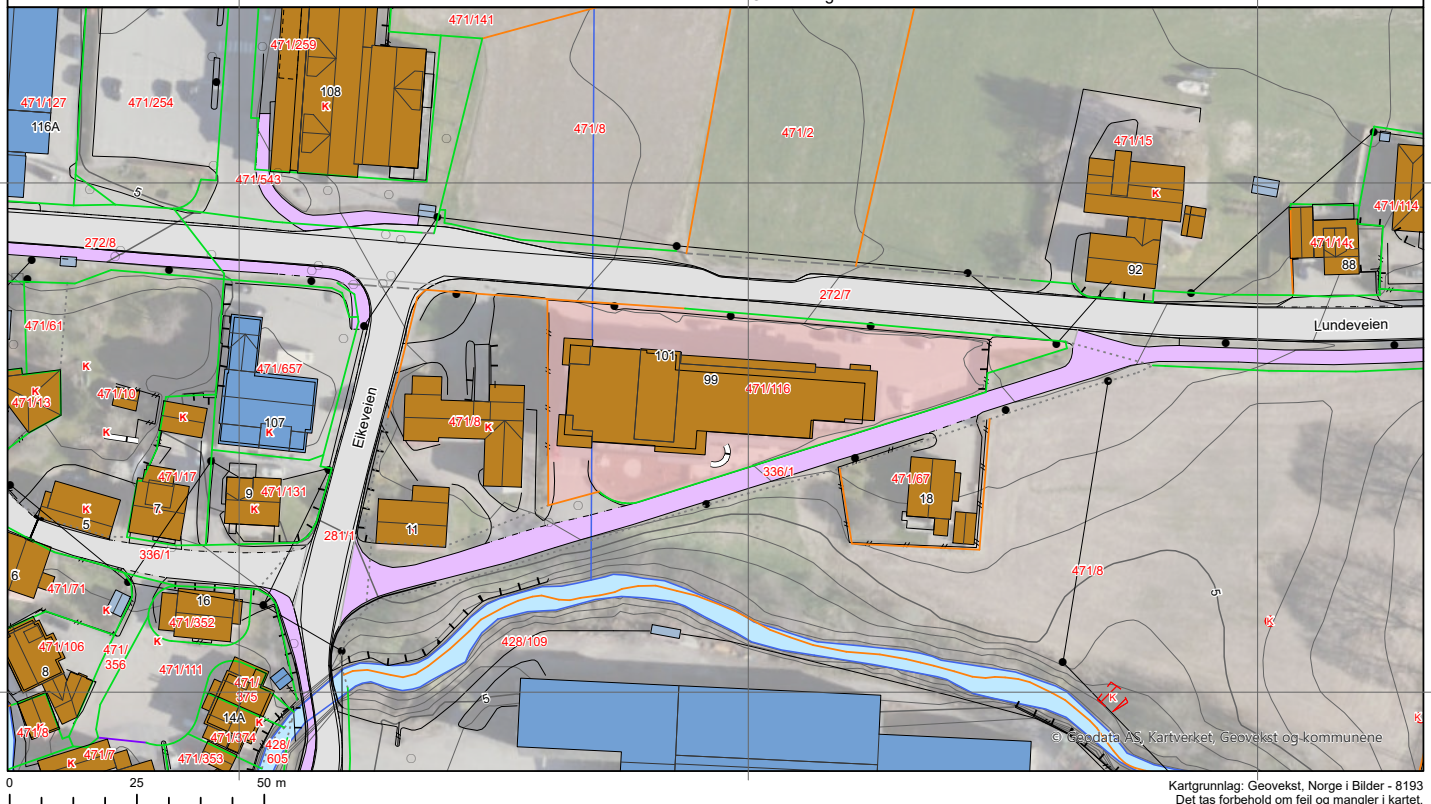 471/141
471/259
108
K
471/127
471/254
116A
471/8
471/2
471/15
K
471/543
5
471/114
471/14
K
88
272/8
92
272/7
Lundeveien
471/61
K
471/657
101
99
471/116
K
471/13
471/10
K
K
107
K
Eikeveien
471/8
K
336/1
471/17
9
471/131
K
7
K
5
11
471/67
18
281/1
336/1
6
471/71
K
16
471/352
K
471/8
5
K
471/106
8
471/
356
471/111
428/109
471/
375
14A
K
471/374
K
471/8
471/7
K
471/353
428/
605
5
K
K
© Geodata AS, Kartverket, Geovekst og kommunene
0 25 50 m
Kartgrunnlag: Geovekst, Norge i Bilder - 8193
Det tas forbehold om feil og mangler i kartet.